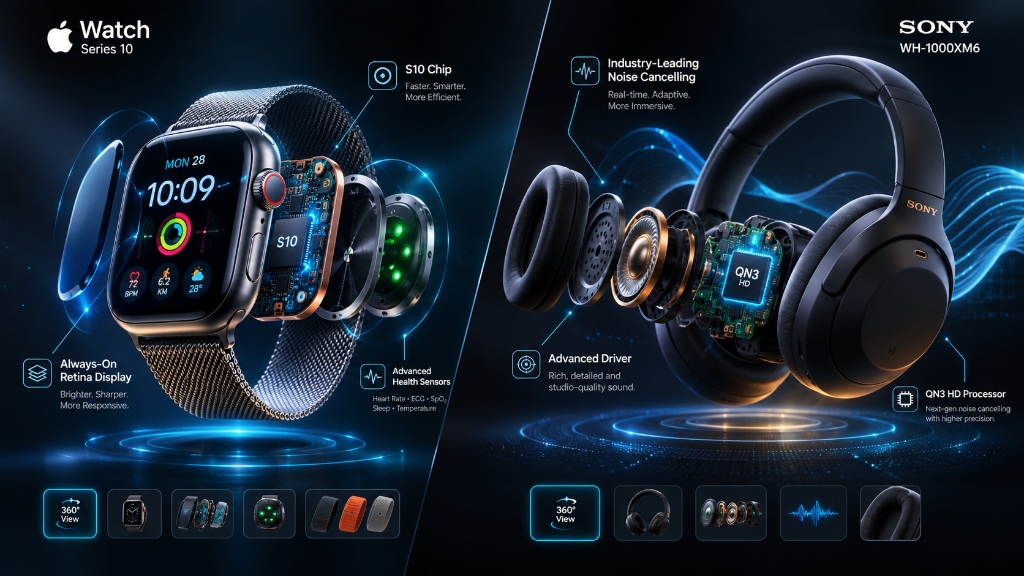 Watch
Series 10
S10 Chip
Faster. Smarter.
More Efficient.
MON 28
10:09
72
BPM
6.2
KM
28°
S10
Always-On
Retina Display
Brighter. Sharper.
More Responsive.
Advanced
Health Sensors
Heart Rate • ECG • SpO₂
Sleep • Temperature
360°
View
SONY
WH-1000XM6
Industry-Leading
Noise Cancelling
Real-time. Adaptive.
More Immersive.
SONY
QN3
HD
Advanced Driver
Rich, detailed and
studio-quality sound.
QN3 HD Processor
Next-gen noise cancelling
with higher precision.
360°
View